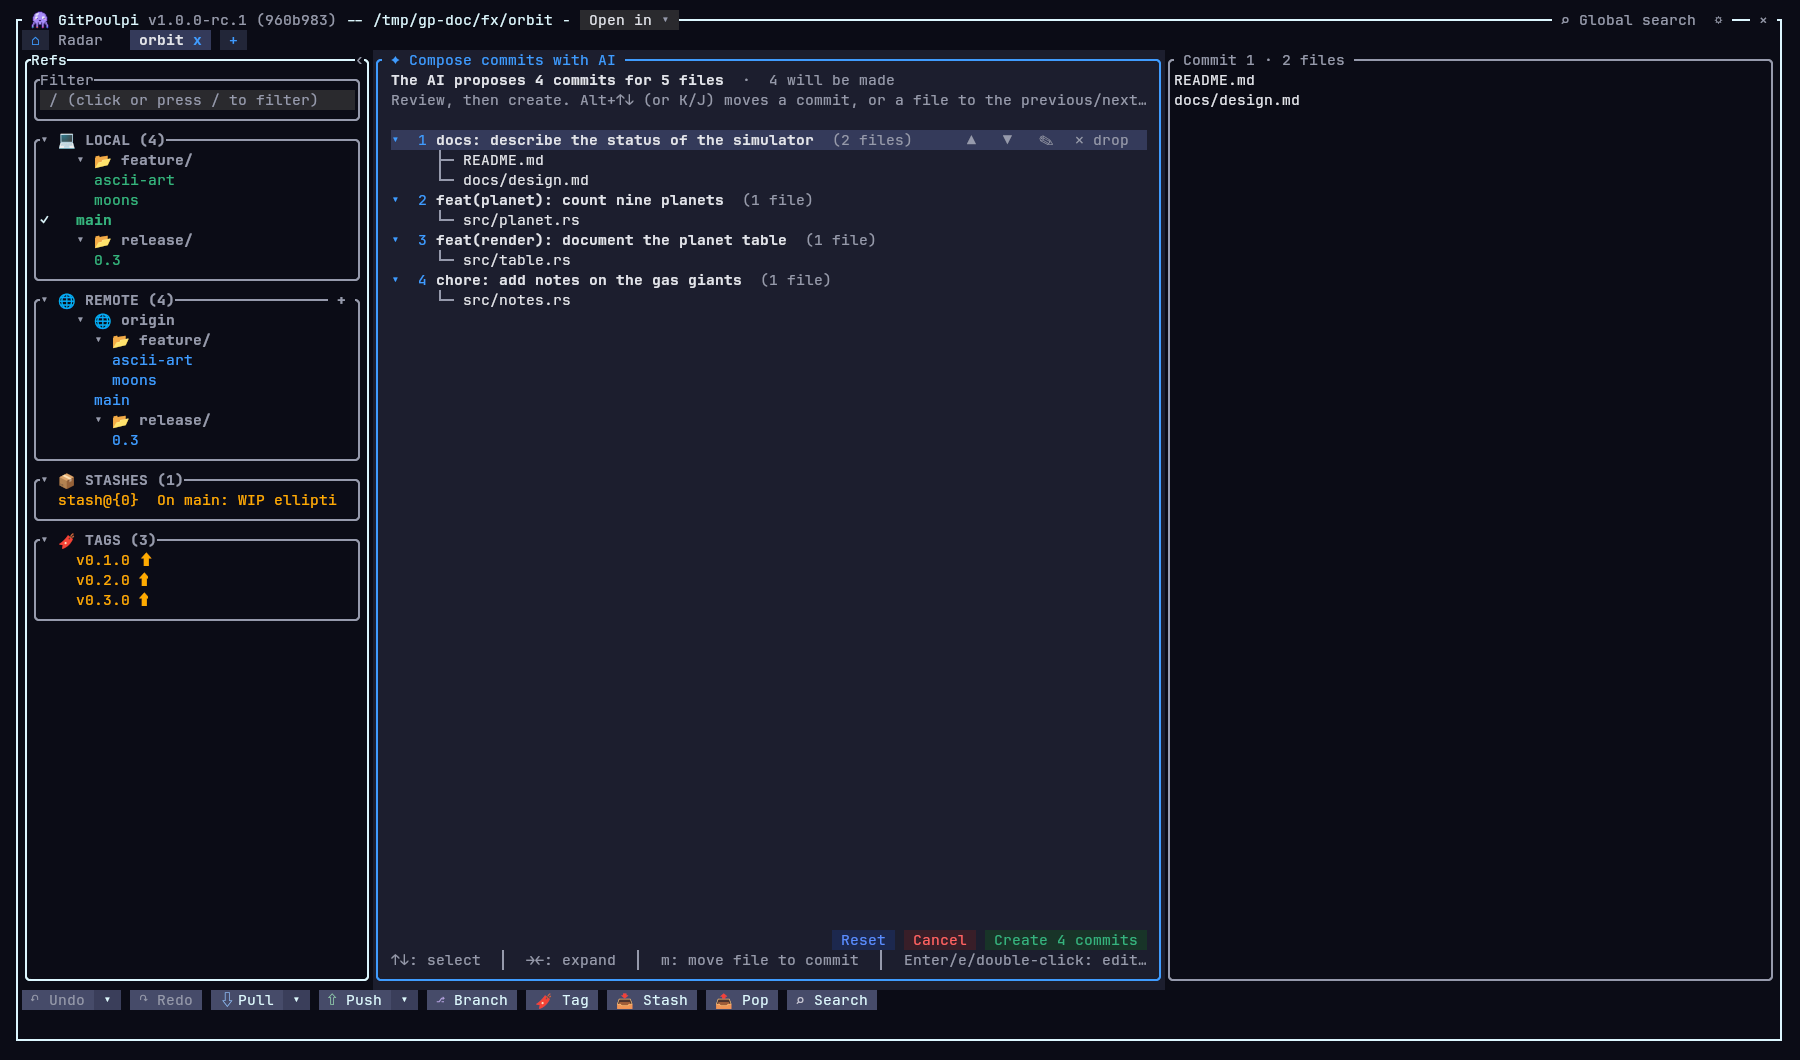 GitPoulpi v1.0.0-rc.1 (960b983) —— /tmp/gp-doc/fx/orbit - Open in ▾ ⌕ Global search ⚙ ×
⌂ Radar orbit x +
Refs ‹
Filter
/ (click or press / to filter)
▾ 💻 LOCAL (4)
▾ 📂 feature/
ascii-art
moons
✓ main
▾ 📂 release/
0.3
▾ 🌐 REMOTE (4) +
▾ 🌐 origin
▾ 📂 feature/
ascii-art
moons
main
▾ 📂 release/
0.3
▾ 📦 STASHES (1)
stash@{0} On main: WIP ellipti
▾ 🔖 TAGS (3)
v0.1.0 ⬆
v0.2.0 ⬆
v0.3.0 ⬆
✦ Compose commits with AI
The AI proposes 4 commits for 5 files · 4 will be made
Review, then create. Alt+↑↓ (or K/J) moves a commit, or a file to the previous/next…
▾ 1 docs: describe the status of the simulator (2 files) ▲ ▼ ✎ × drop
├─ README.md
└─ docs/design.md
▾ 2 feat(planet): count nine planets (1 file)
└─ src/planet.rs
▾ 3 feat(render): document the planet table (1 file)
└─ src/table.rs
▾ 4 chore: add notes on the gas giants (1 file)
└─ src/notes.rs
Reset Cancel Create 4 commits
↑↓: select │ →←: expand │ m: move file to commit │ Enter/e/double-click: edit…
Commit 1 · 2 files
README.md
docs/design.md
↶ Undo ▾ ↷ Redo ⇩ Pull ▾ ⇧ Push ▾ ⎇ Branch 🔖 Tag 📥 Stash 📤 Pop ⌕ Search